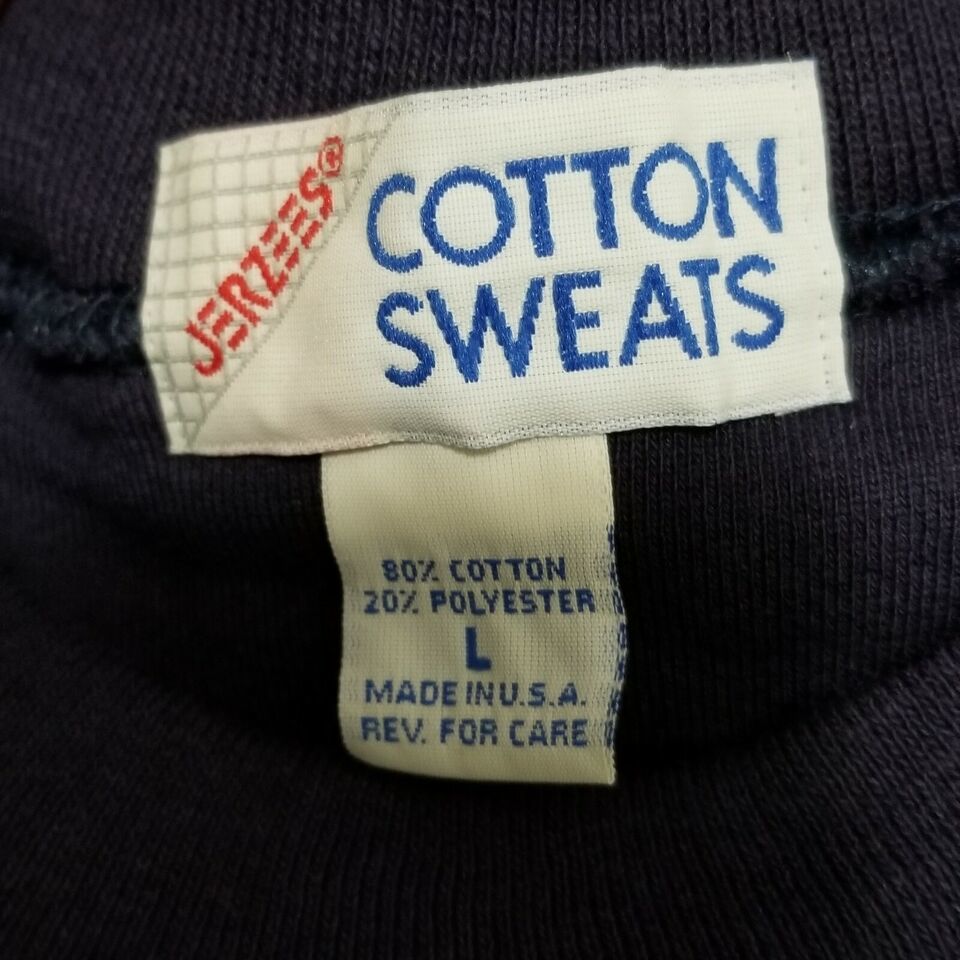 JERZEES®
COTTON
SWEATS
80% COTTON
20% POLYESTER
L
MADE IN U.S.A.
REV. FOR CARE